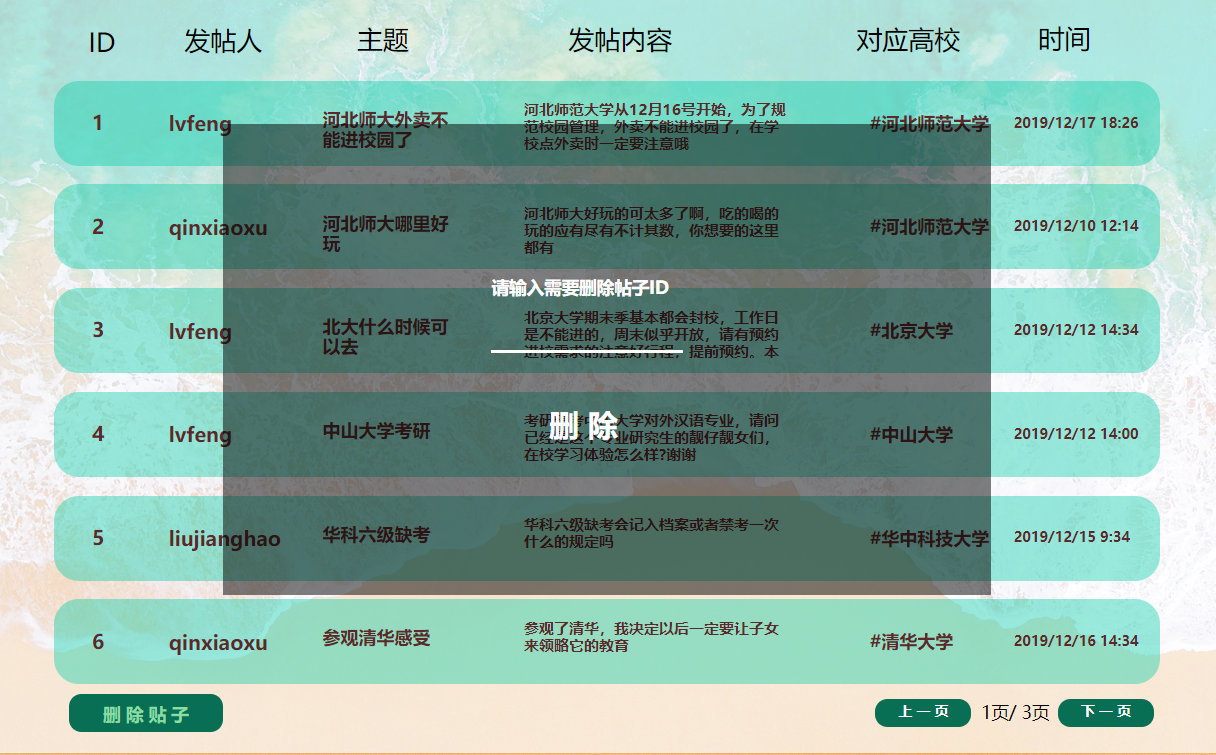 ID 发帖人 主题 发帖内容 对应高校 时间
1 lvfeng 河北师大外卖不 河北师范大学从12月16号开始，为了规 #河北师范大学 2019/12/17 18:26
能进校园了 范校园管理，外卖不能进校园了，在学
校点外卖时一定要注意哦
2 qinxiaoxu 河北师大哪里好 河北师大好玩的可太多了啊，吃的喝的 #河北师范大学 2019/12/10 12:14
玩 玩的应有尽有不计其数，你想要的这里
都有
请输入需要删除帖子ID
3 lvfeng 北大什么时候可 北京大学期末季基本都会封校，工作日 #北京大学 2019/12/12 14:34
以去 是不能进的，周末似乎开放，请有预约
进校需求的注意好行程，提前预约。本
4 lvfeng 中山大学考研 考研 大学对外汉语专业，请问 #中山大学 2019/12/12 14:00
删 除
已经 业研究生的靓仔靓女们，
在校学习体验怎么样?谢谢
5 liujianghao 华科六级缺考 华科六级缺考会记入档案或者禁考一次 #华中科技大学 2019/12/15 9:34
什么的规定吗
6 qinxiaoxu 参观清华感受 参观了清华，我决定以后一定要让子女 #清华大学 2019/12/16 14:34
来领略它的教育
删除贴子 上一页 1页/ 3页 下一页